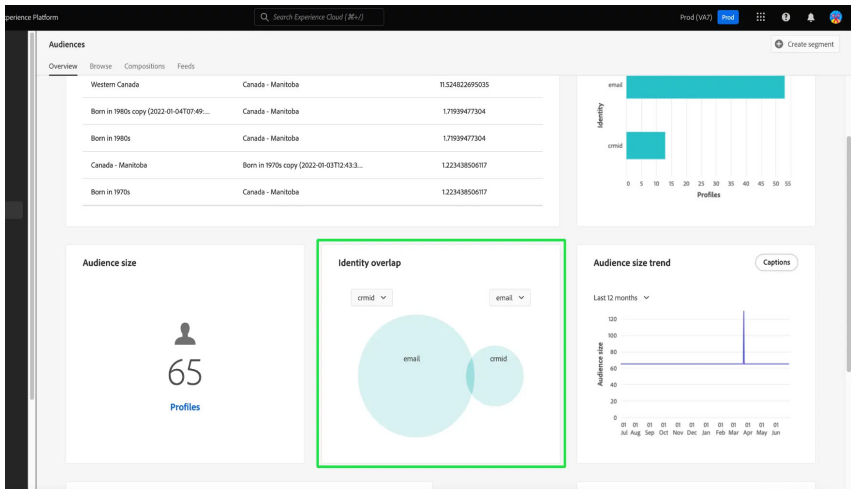 xperience Platform
Search Experience Cloud (⌘+/)
Prod (VA7)
Prod
Audiences
Create segment
Overview
Browse
Compositions
Feeds
Western Canada
Canada - Manitoba
11.524822695035
Born in 1980s copy (2022-01-04T07:49:...
Canada - Manitoba
1.71939477304
Born in 1980s
Canada - Manitoba
1.71939477304
Canada - Manitoba
Born in 1970s copy (2022-01-03T12:43:3...
1.223438506117
Born in 1970s
Canada - Manitoba
1.223438506117
Identity
email
crmid
0 5 10 15 20 25 30 35 40 45 50 55
Profiles
Audience size
65
Profiles
Identity overlap
crmid
email
email
crmid
Audience size trend
Captions
Last 12 months
Audience size
120
100
80
60
40
20
0
01 01 01 01 01 01 01 01 01 01 01 01
Jul Aug Sep Oct Nov Dec Jan Feb Mar Apr May Jun